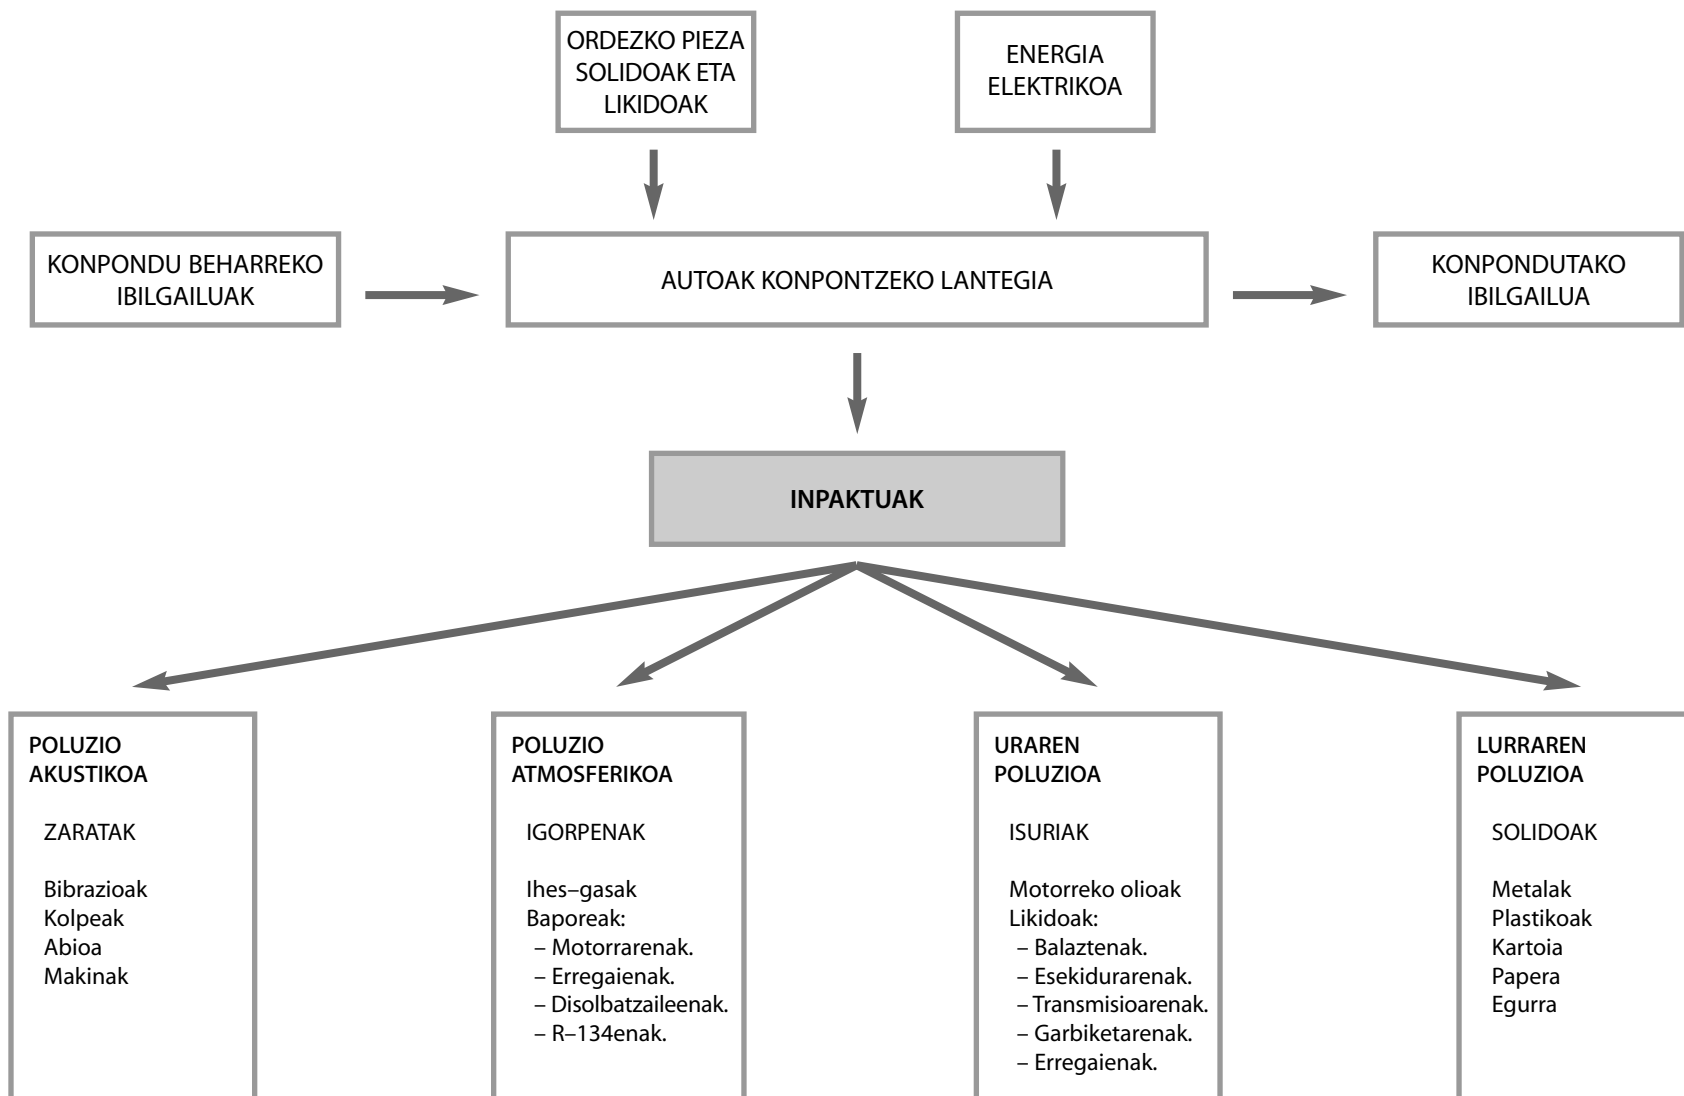 ORDEZKO PIEZA
SOLIDOAK ETA
LIKIDOAK
ENERGIA
ELEKTRIKOA
KONPONDU BEHARREKO
IBILGAILUAK
AUTOAK KONPONTZEKO LANTEGIA
KONPONDUTAKO
IBILGAILUA
INPAKTUAK
POLUZIO
AKUSTIKOA
ZARATAK
Bibrazioak
Kolpeak
Abioa
Makinak
POLUZIO
ATMOSFERIKOA
IGORPENAK
Ihes–gasak
Baporeak:
– Motorrarenak.
– Erregaienak.
– Disolbatzaileenak.
– R–134enak.
URAREN
POLUZIOA
ISURIAK
Motorreko olioak
Likidoak:
– Balaztenak.
– Esekidurarenak.
– Transmisioarenak.
– Garbiketarenak.
– Erregaienak.
LURRAREN
POLUZIOA
SOLIDOAK
Metalak
Plastikoak
Kartoia
Papera
Egurra